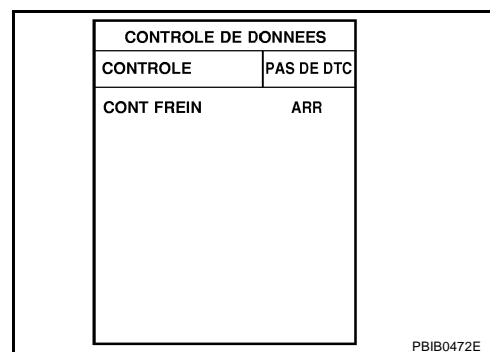 CONTROLE DE DONNEES
CONTROLE PAS DE DTC
CONT FREIN ARR
PBIB0472E